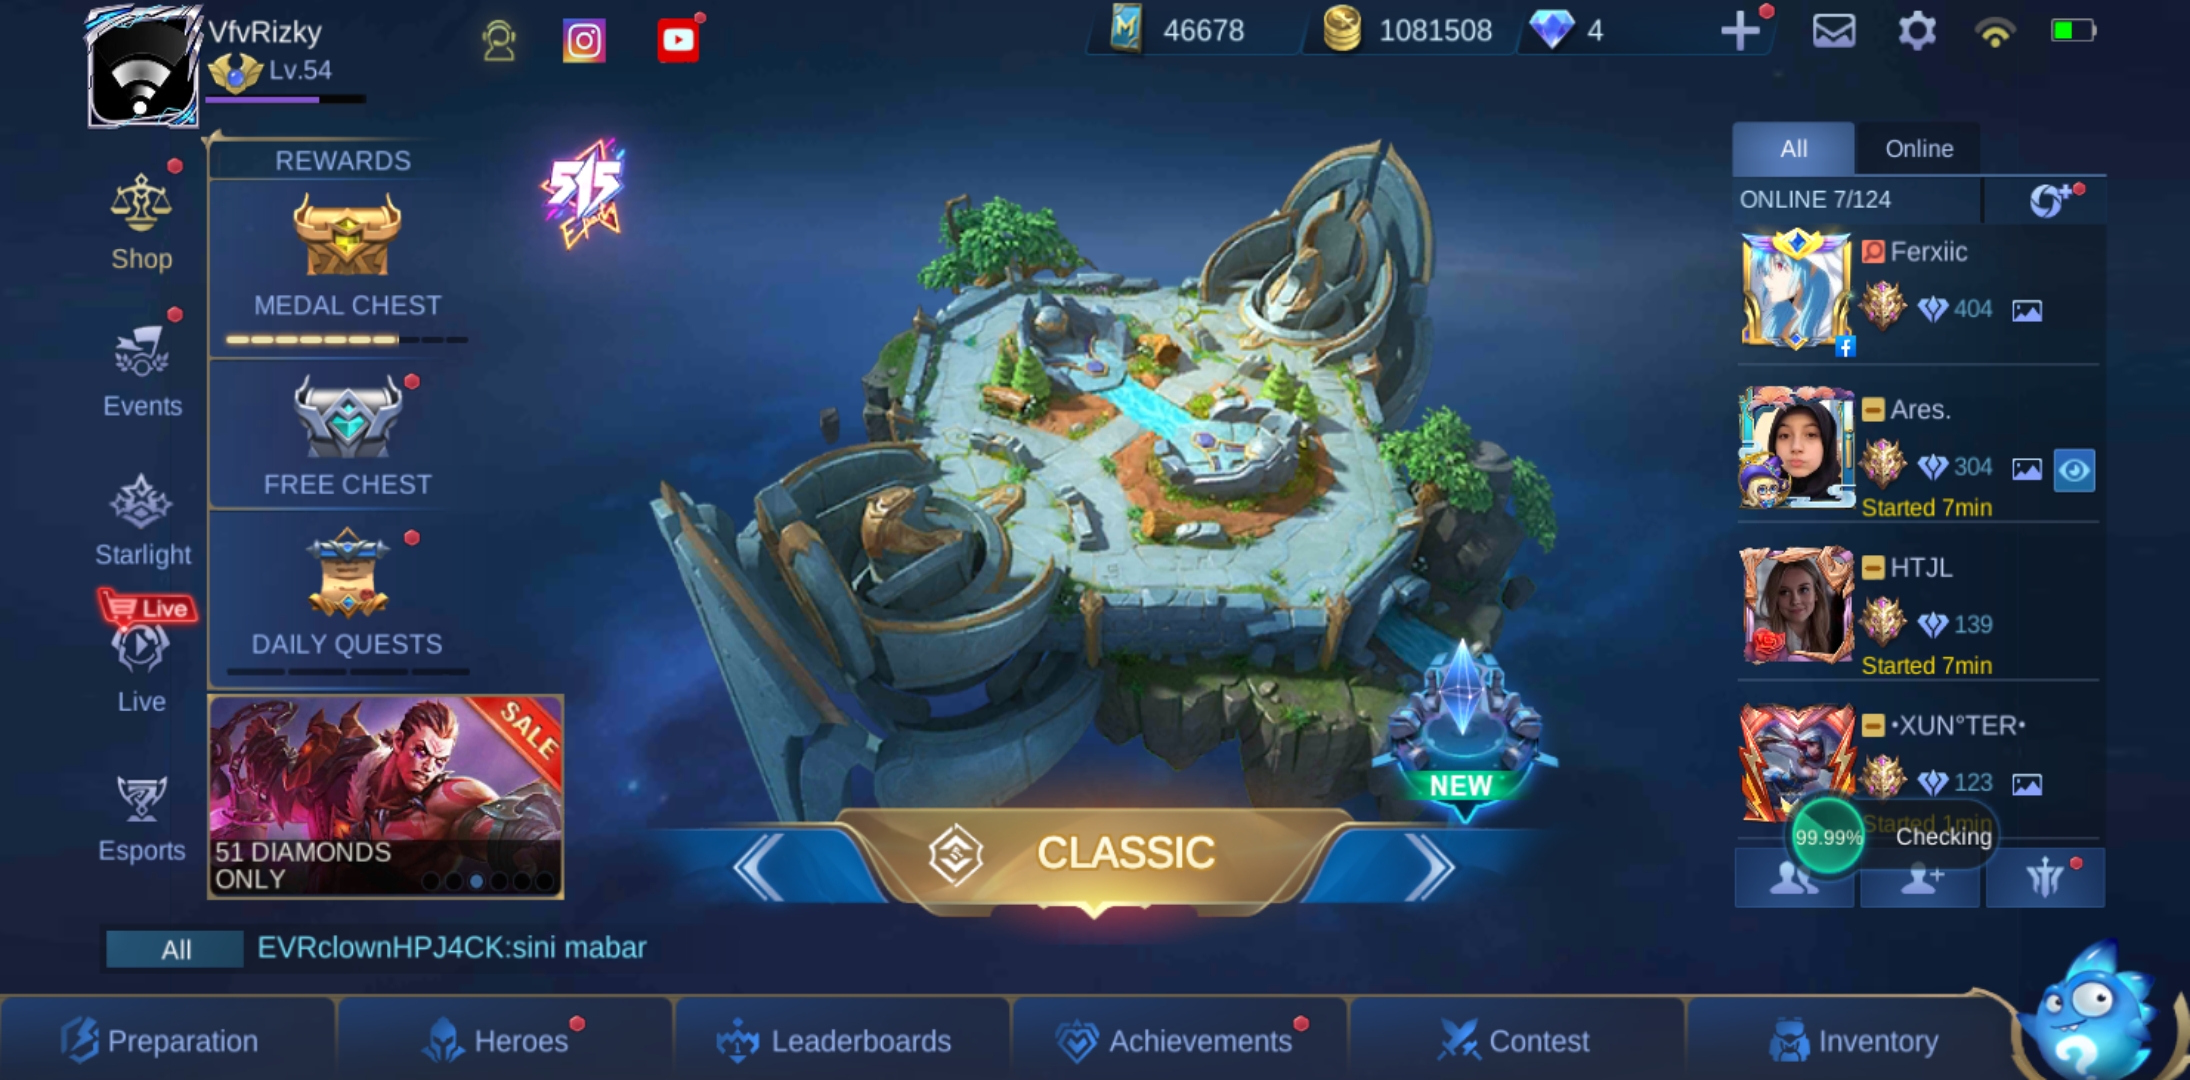 VfvRizky
Lv.54
46678
1081508
4
REWARDS
MEDAL CHEST
FREE CHEST
DAILY QUESTS
Shop
Events
Starlight
Live
Live
Esports
515
Eparty
SALE
51 DIAMONDS
ONLY
NEW
CLASSIC
All
Online
ONLINE 7/124
Ferxiic
404
Ares.
304
Started 7min
HTJL
139
Started 7min
•XUN°TER•
123
Started 1min
99.99%
Checking
All
EVRclownHPJ4CK:sini mabar
Preparation
Heroes
Leaderboards
Achievements
Contest
Inventory